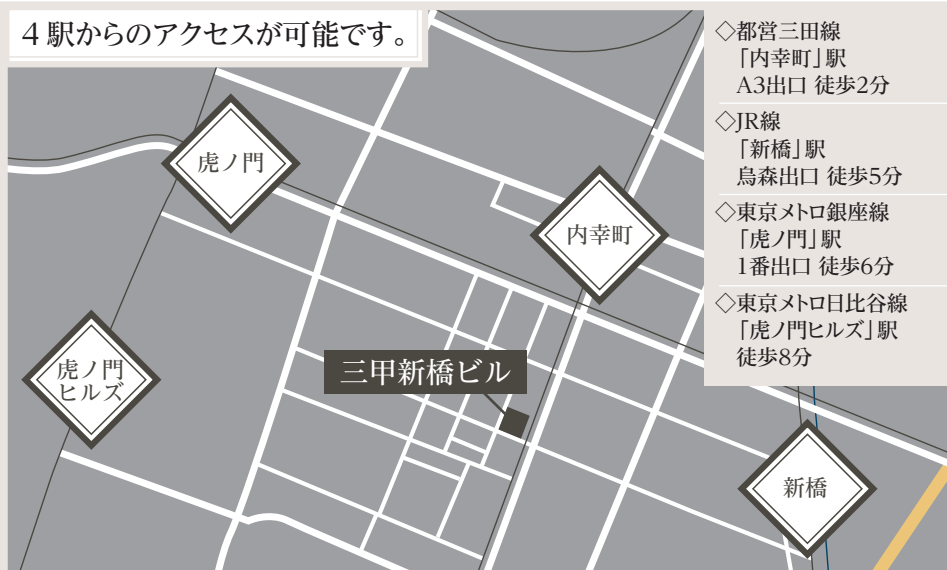 4駅からのアクセスが可能です。
◇都営三田線
「内幸町」駅
A3出口 徒歩2分
◇JR線
「新橋」駅
烏森出口 徒歩5分
◇東京メトロ銀座線
「虎ノ門」駅
1番出口 徒歩6分
◇東京メトロ日比谷線
「虎ノ門ヒルズ」駅
徒歩8分
虎ノ門
内幸町
虎ノ門
ヒルズ
三甲新橋ビル
新橋